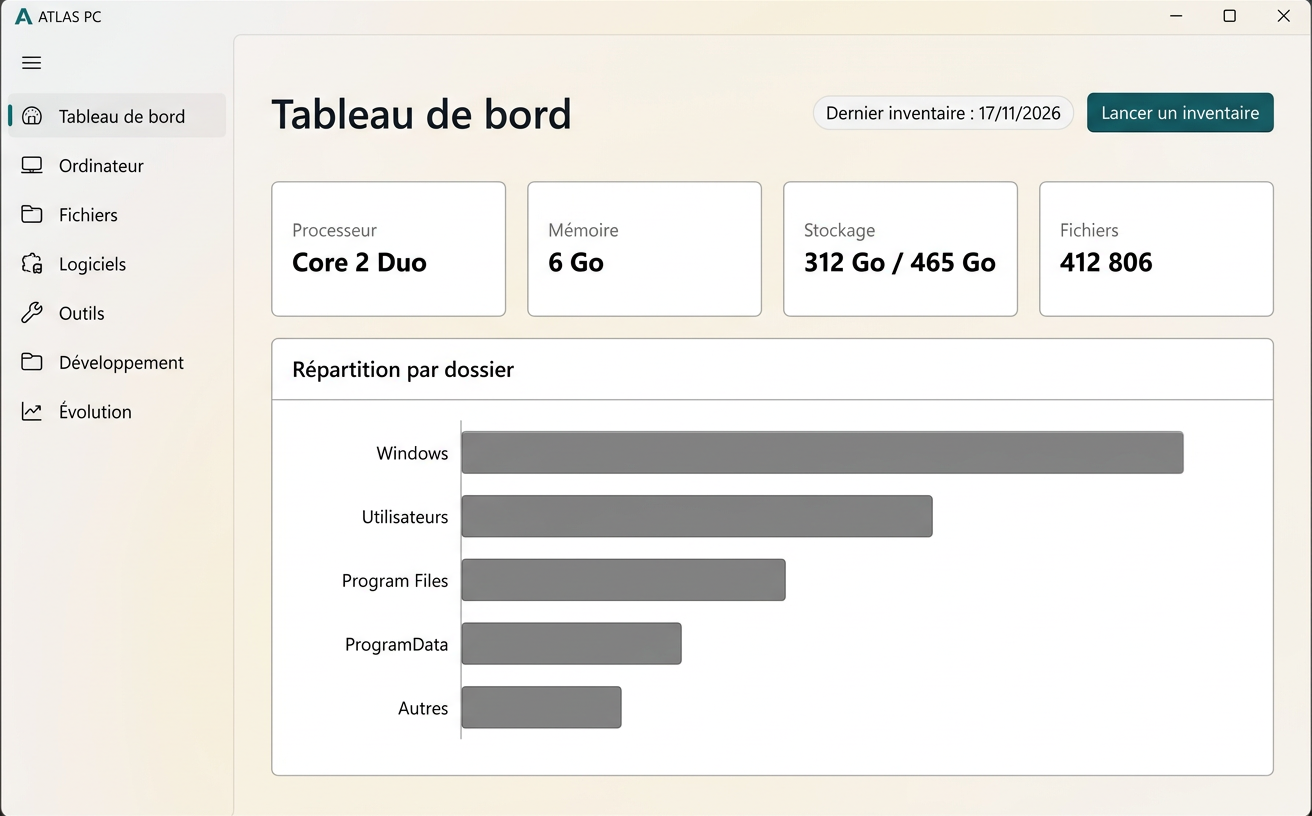 ATLAS PC
Tableau de bord
Ordinateur
Fichiers
Logiciels
Outils
Développement
Évolution
Tableau de bord
Dernier inventaire : 17/11/2026
Lancer un inventaire
Processeur
Core 2 Duo
Mémoire
6 Go
Stockage
312 Go / 465 Go
Fichiers
412 806
Répartition par dossier
Windows
Utilisateurs
Program Files
ProgramData
Autres